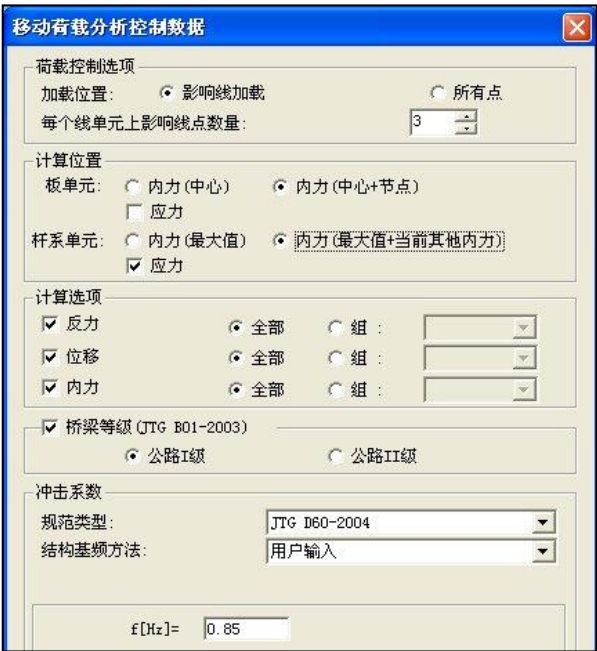 移动荷载分析控制数据
荷载控制选项
加载位置: 影响线加载 所有点
每个线单元上影响线点数量: 3
计算位置
板单元: 内力(中心) 内力(中心+节点)
应力
杆系单元: 内力(最大值) 内力(最大值+当前其他内力)
应力
计算选项
反力 全部 组 :
位移 全部 组 :
内力 全部 组 :
桥梁等级(JTG B01-2003)
公路I级 公路II级
冲击系数
规范类型: JTG D60-2004
结构基频方法: 用户输入
f[Hz]= 0.85